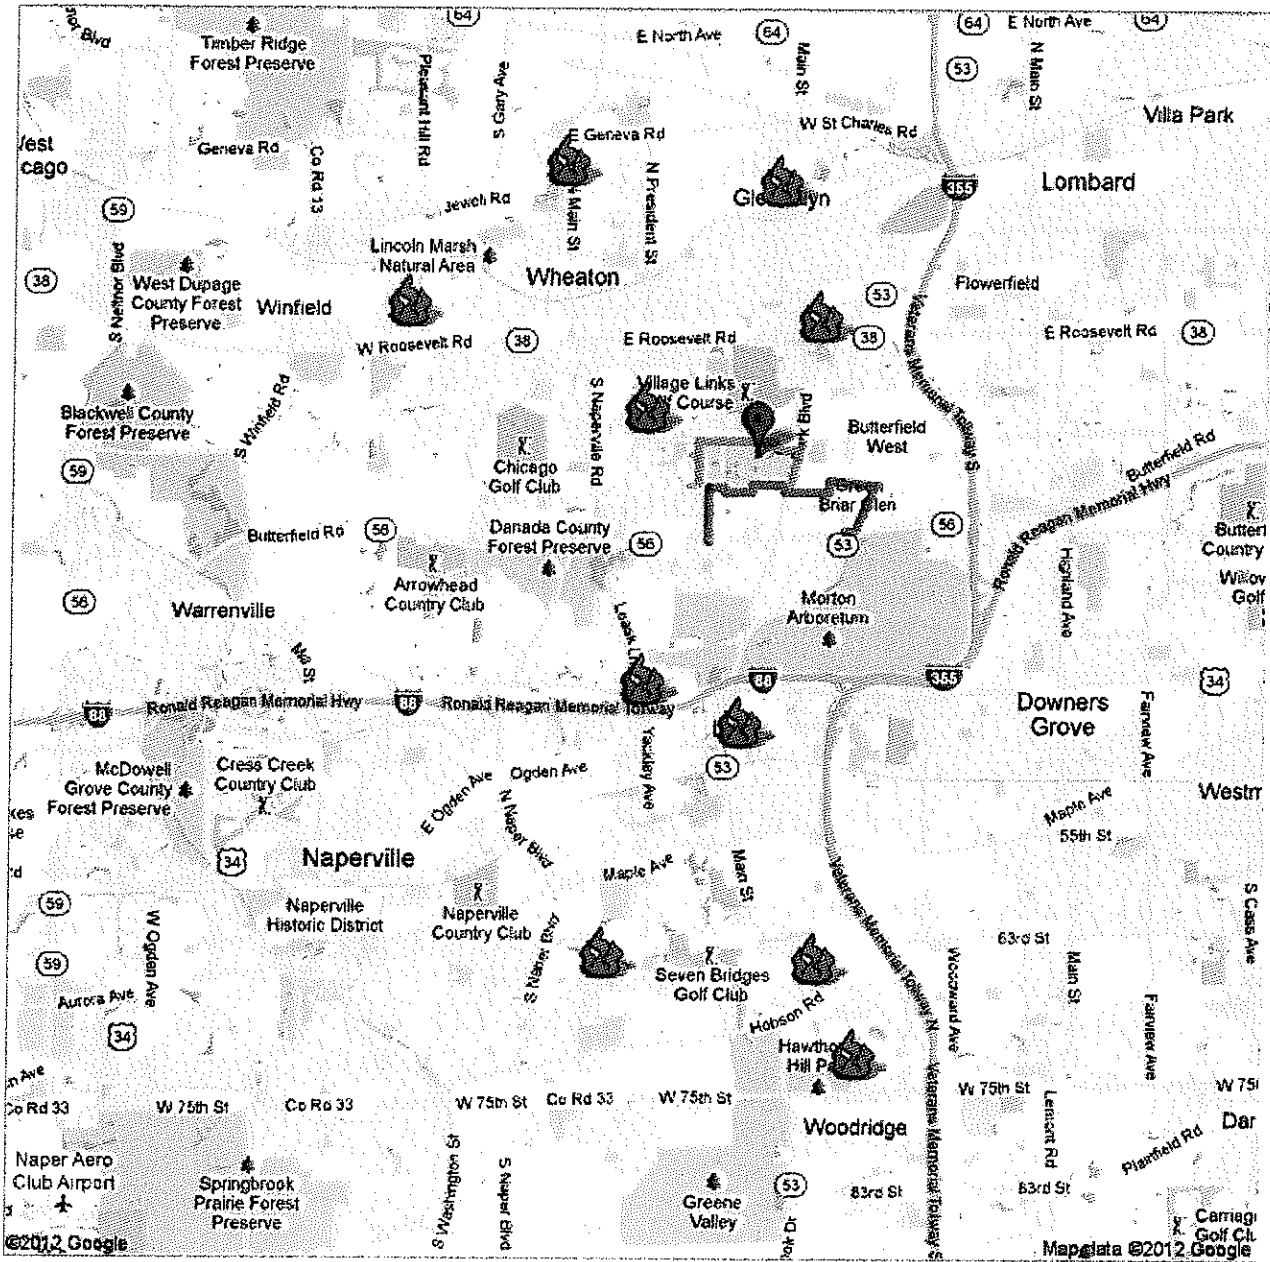 64
E North Ave
64
64
E North Ave
64
Timber Ridge
Forest Preserve
Pleasant Hill Rd
S Gary Ave
Main St
53
N Main St
Villa Park
W St Charles Rd
E Geneva Rd
Geneva Rd
Co Rd 13
N President St
355
Lombard
59
Jewell Rd
N Main St
Lincoln Marsh
Natural Area
Wheaton
38
S Neltnor Blvd
West Dupage
County Forest
Preserve
Winfield
53
Flowerfield
W Roosevelt Rd
38
E Roosevelt Rd
38
E Roosevelt Rd
38
Veterans Memorial Tollway S
Blackwell County
Forest Preserve
S Winfield Rd
S Naperville Rd
Village Links
Course
Butterfield
West
Butterfield Rd
59
Chicago
Golf Club
Briar Glen
Ronald Reagan Memorial Hwy
Butterfield Rd
56
Danada County
Forest Preserve
56
53
56
Highland Ave
Country
Golf
56
Warrenville
Arrowhead
Country Club
Morton
Arboretum
Leask
Mill St
88
Ronald Reagan Memorial Hwy
88
Ronald Reagan Memorial Tollway
88
355
34
Downers
Grove
Fairview Ave
McDowell
Grove County
Forest Preserve
Cress Creek
Country Club
Ogden Ave
E Ogden Ave
N Naper Blvd
Yackley Ave
53
Maple Ave
55th St
34
Naperville
Maple Ave
Main St
Veterans Memorial Tollway N
59
W Ogden Ave
Naperville
Historic District
Naperville
Country Club
S Naper Blvd
S Cass Ave
59
Aurora Ave
34
Seven Bridges
Golf Club
Hobson Rd
63rd St
Woodward Ave
Main St
Fairview Ave
Co Rd 33
W 75th St
Co Rd 33
W 75th St
Co Rd 33
W 75th St
W 75th St
Woodridge
Veterans Memorial Tollway S
Lemont Rd
Plainfield Rd
Naper Aero
Club Airport
Springbrook
Prairie Forest
Preserve
S Washington St
S Naper Blvd
Greene
Valley
53
83rd St
83rd St
©2012 Google
Map data ©2012 Google